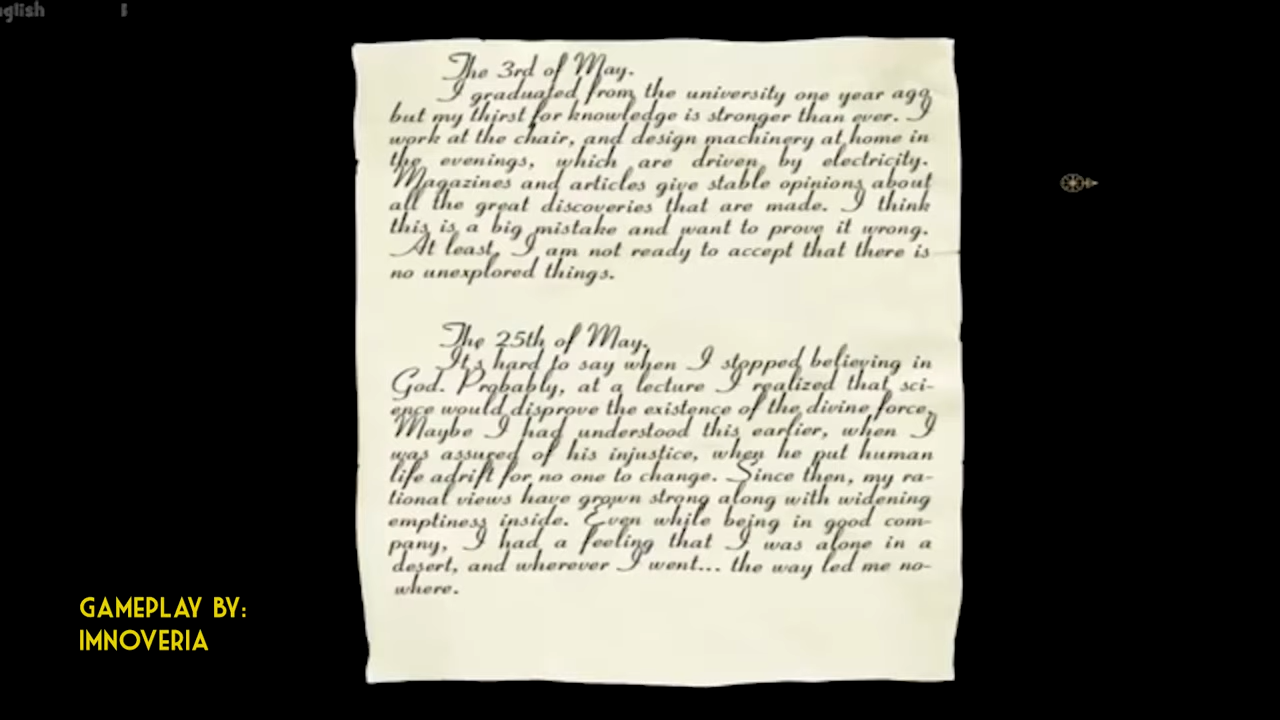 glish
The 3rd of May.
I graduated from the university one year ago
but my thirst for knowledge is stronger than ever. I
work at the chair, and design machinery at home in
the evenings, which are driven by electricity.
Magazines and articles give stable opinions about
all the great discoveries that are made. I think
this is a big mistake and want to prove it wrong.
At least, I am not ready to accept that there is
no unexplored things.
The 25th of May.
It's hard to say when I stopped believing in
God. Probably, at a lecture I realized that sci-
ence would disprove the existence of the divine force.
Maybe I had understood this earlier, when I
was assured of his injustice, when he put human
life adrift for no one to change. Since then, my ra-
tional views have grown strong along with widening
emptiness inside. Even while being in good com-
pany, I had a feeling that I was alone in a
desert, and wherever I went... the way led me no-
where.
GAMEPLAY BY:
IMNOVERIA